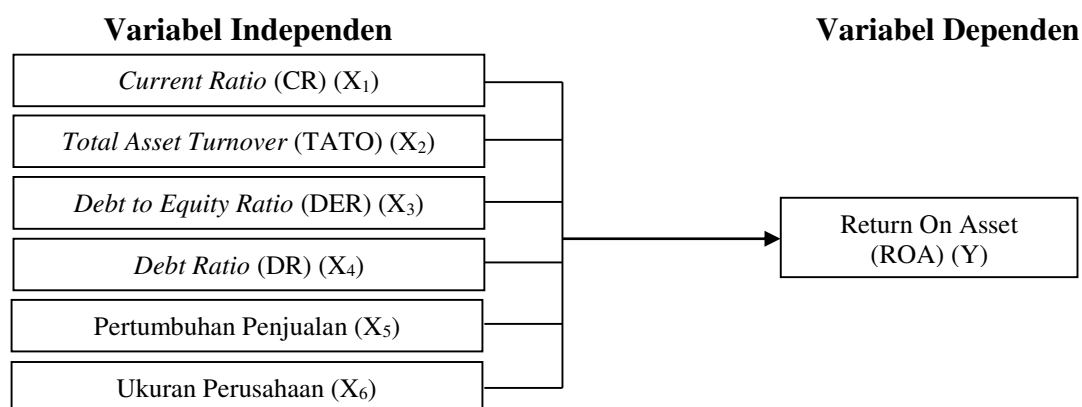 Variabel Independen
Variabel Dependen
Current Ratio (CR) (X₁)
Total Asset Turnover (TATO) (X₂)
Debt to Equity Ratio (DER) (X₃)
Debt Ratio (DR) (X₄)
Pertumbuhan Penjualan (X₅)
Ukuran Perusahaan (X₆)
Return On Asset
(ROA) (Y)